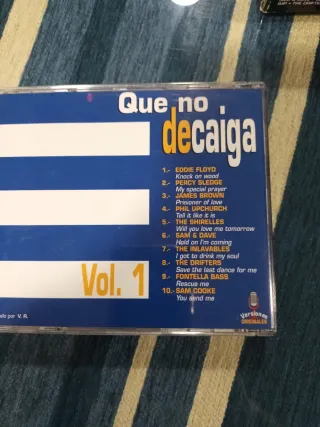 Que no
decaiga
1.- EDDIE FLOYD
Knock on wood
2.- PERCY SLEDGE
My special prayer
3.- JAMES BROWN
Prisoner of love
4.- PHIL UPCHURCH
Tell it like it is
5.- THE SHIRELLES
Will you love me tomorrow
6.- SAM & DAVE
Hold on I'm coming
7.- THE INLAVABLES
I got to drink my soul
8.- THE DRIFTERS
Save the last dance for me
9.- FONTELLA BASS
Rescue me
10.- SAM COOKE
You send me
Vol. 1
Versiones
ORIGINALES
por V. R.